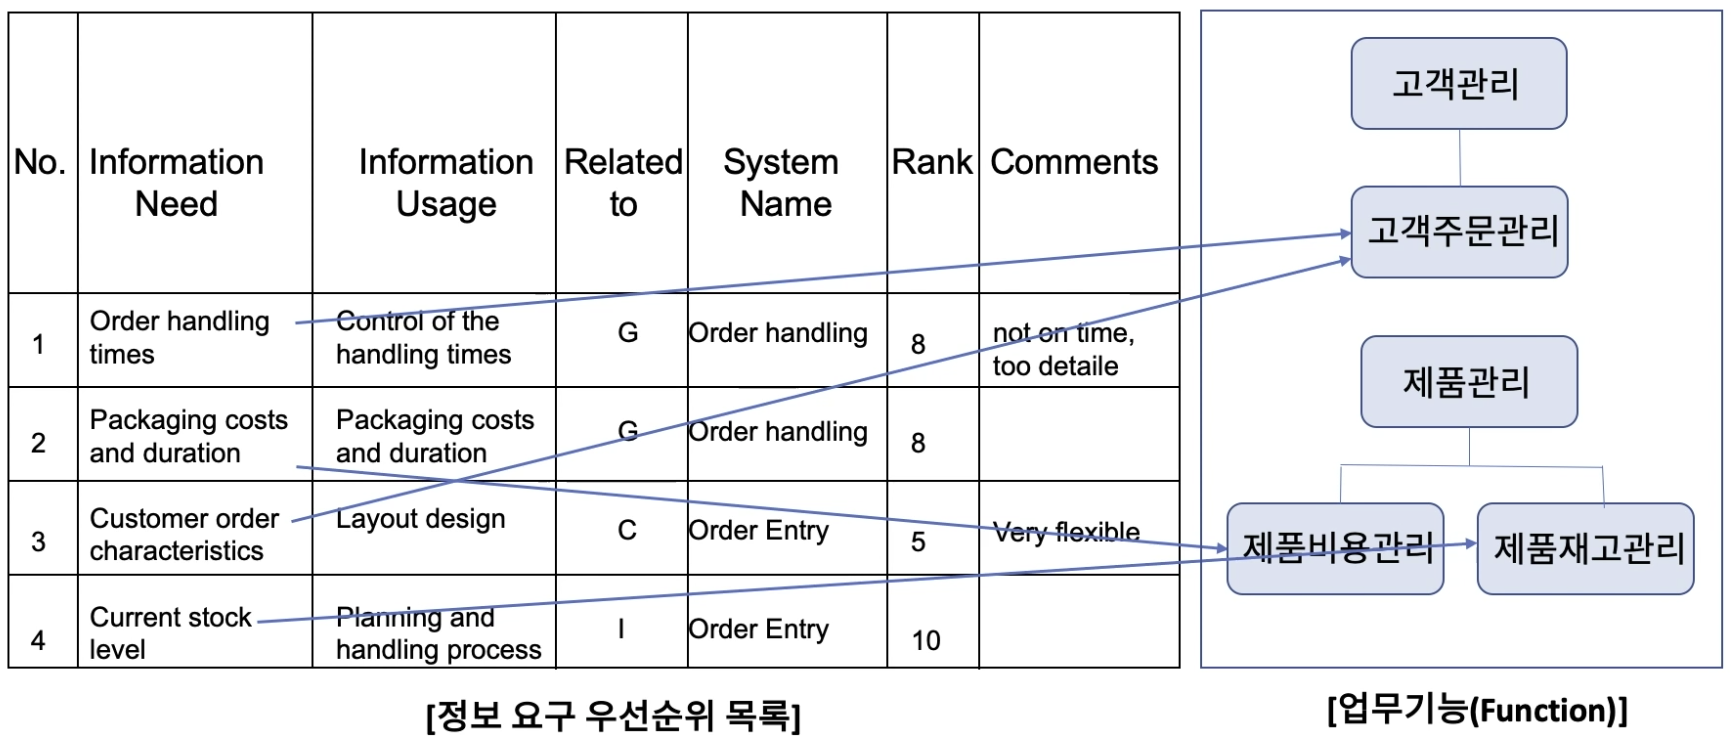 No.
Information
Need
Information
Usage
Related
to
System
Name
Rank
Comments
1
Order handling
times
Control of the
handling times
G
Order handling
8
not on time,
too detaile
2
Packaging costs
and duration
Packaging costs
and duration
G
Order handling
8
3
Customer order
characteristics
Layout design
C
Order Entry
5
Very flexible
4
Current stock
level
Planning and
handling process
I
Order Entry
10
[정보 요구 우선순위 목록]
고객관리
고객주문관리
제품관리
제품비용관리
제품재고관리
[업무기능(Function)]